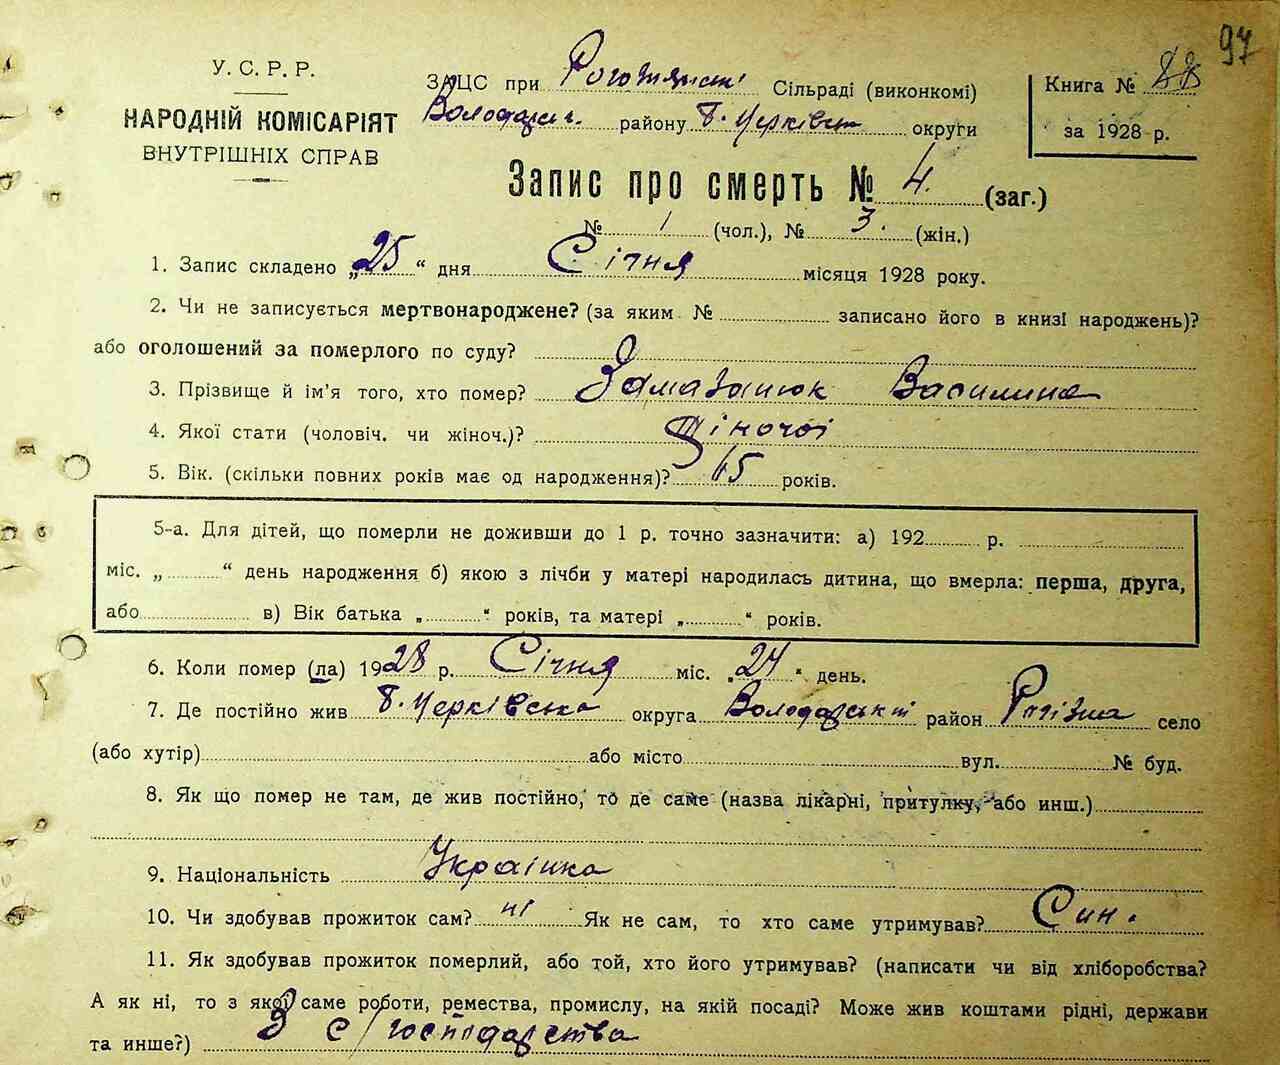 97
У. С. Р. Р.
НАРОДНІЙ КОМІСАРІЯТ
ВНУТРІШНІХ СПРАВ
ЗАЦС при Сільраді (виконкомі)
Володарськ. району Б. Церківськ округи
Книга № 88
за 1928 р.
Запис про смерть № 4. (заг.)
№ 1 (чол.), № 3. (жін.)
1. Запис складено „25“ дня Січня місяця 1928 року.
2. Чи не записується мертвонароджене? (за яким № записано його в книзі народжень)?
або оголошений за померлого по суду?
3. Прізвище й ім'я того, хто помер? Замазанюк Василина
4. Якої стати (чоловіч. чи жіноч.)? Жіночої
5. Вік. (скільки повних років має од народження)? 65 років.
5-а. Для дітей, що померли не доживши до 1 р. точно зазначити: а) 192 р.
міс. „ “ день народження б) якою з лічби у матері народилась дитина, що вмерла: перша, друга,
або в) Вік батька „ “ років, та матері „ “ років.
6. Коли помер (ла) 1928 р. Січня міс. „24“ день.
7. Де постійно жив Б. Церківська округа Володарський район село
(або хутір) або місто вул. № буд.
8. Як що помер не там, де жив постійно, то де саме (назва лікарні, притулку, або инш.)
9. Національність Українка
10. Чи здобував прожиток сам? ні Як не сам, то хто саме утримував? Син.
11. Як здобував прожиток померлий, або той, хто його утримував? (написати чи від хліборобства?
А як ні, то з якої саме роботи, ремества, промислу, на якій посаді? Може жив коштами рідні, держави
та инше?) З с/господарства